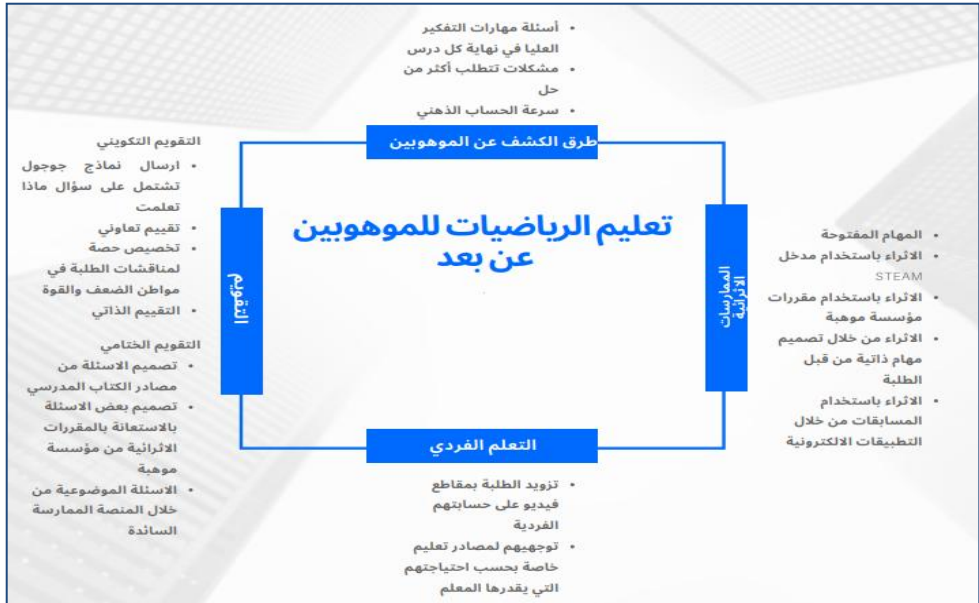 أسئلة مهارات التفكير
العليا في نهاية كل درس
مشكلات تتطلب أكثر من
حل
سرعة الحساب الذهني
طرق الكشف عن الموهوبين
تعليم الرياضيات للموهوبين
عن بعد
الممارسات
الاثرائية
المهام المفتوحة
الاثراء باستخدام مدخل
STEAM
الاثراء باستخدام مقررات
مؤسسة موهبة
الاثراء من خلال تصميم
مهام ذاتية من قبل
الطلبة
الاثراء باستخدام
المسابقات من خلال
التطبيقات الالكترونية
التعلم الفردي
تزويد الطلبة بمقاطع
فيديو على حسابتهم
الفردية
توجهيهم لمصادر تعليم
خاصة بحسب احتياجتهم
التي يقدرها المعلم
التقويم
التقويم التكويني
ارسال نماذج جوجول
تشتمل على سؤال ماذا
تعلمت
تقييم تعاوني
تخصيص حصة
لمناقشات الطلبة في
مواطن الضعف والقوة
التقييم الذاتي
التقويم الختامي
تصميم الاسئلة من
مصادر الكتاب المدرسي
تصميم بعض الاسئلة
بالاستعانة بالمقررات
الاثرائية من مؤسسة
موهبة
الاسئلة الموضوعية من
خلال المنصة الممارسة
السائدة